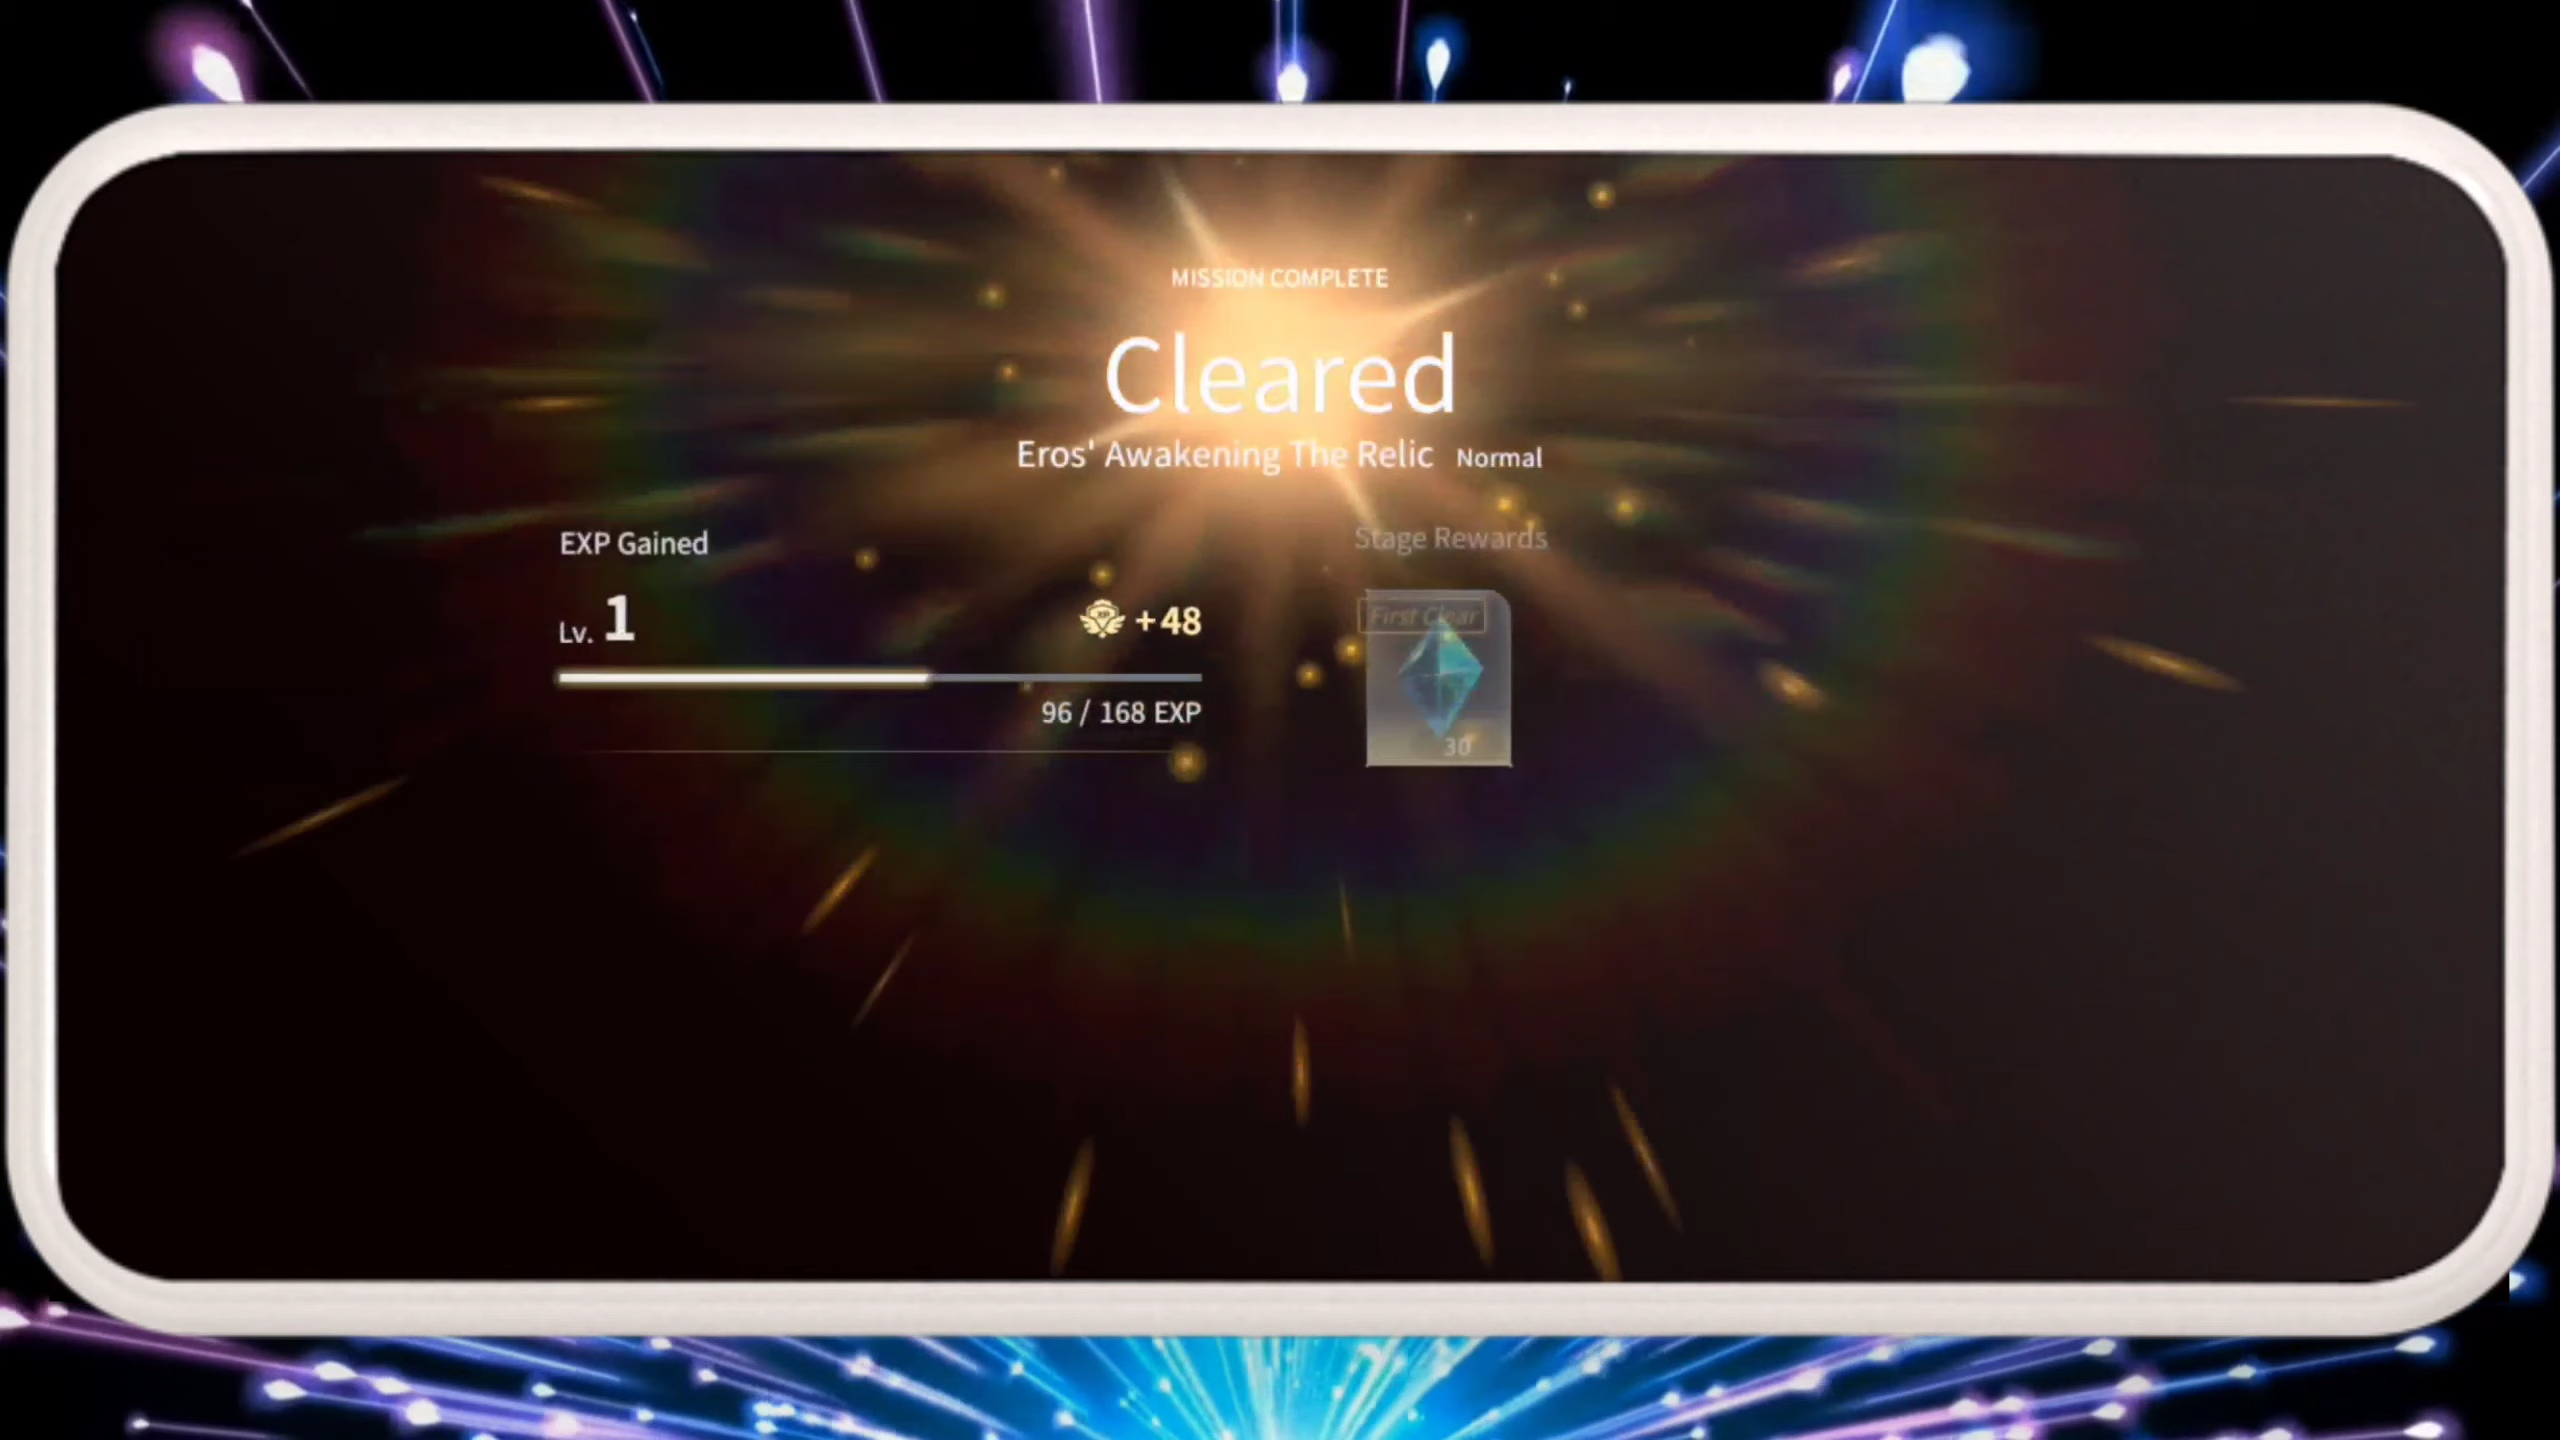 MISSION COMPLETE
Cleared
Eros' Awakening The Relic Normal
EXP Gained
Lv. 1
+48
96 / 168 EXP
Stage Rewards
First Clear
30